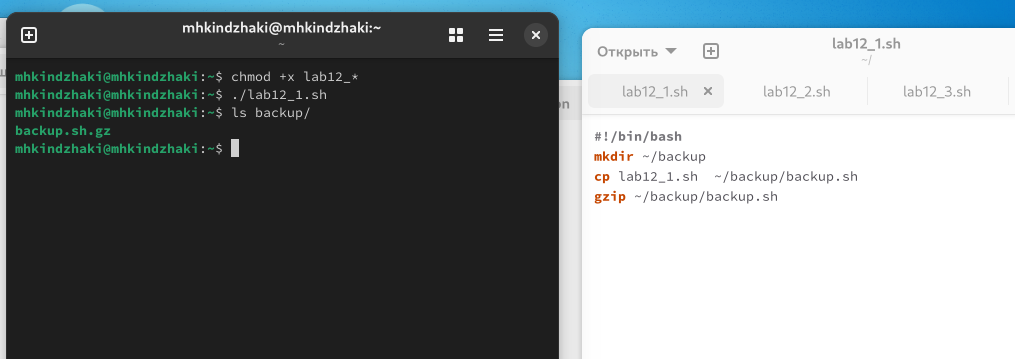 mhkindzhaki@mhkindzhaki:~
~
mhkindzhaki@mhkindzhaki:~$ chmod +x lab12_*
mhkindzhaki@mhkindzhaki:~$ ./lab12_1.sh
mhkindzhaki@mhkindzhaki:~$ ls backup/
backup.sh.gz
mhkindzhaki@mhkindzhaki:~$
Открыть
lab12_1.sh
~/
lab12_1.sh
lab12_2.sh
lab12_3.sh
#!/bin/bash
mkdir ~/backup
cp lab12_1.sh  ~/backup/backup.sh
gzip ~/backup/backup.sh